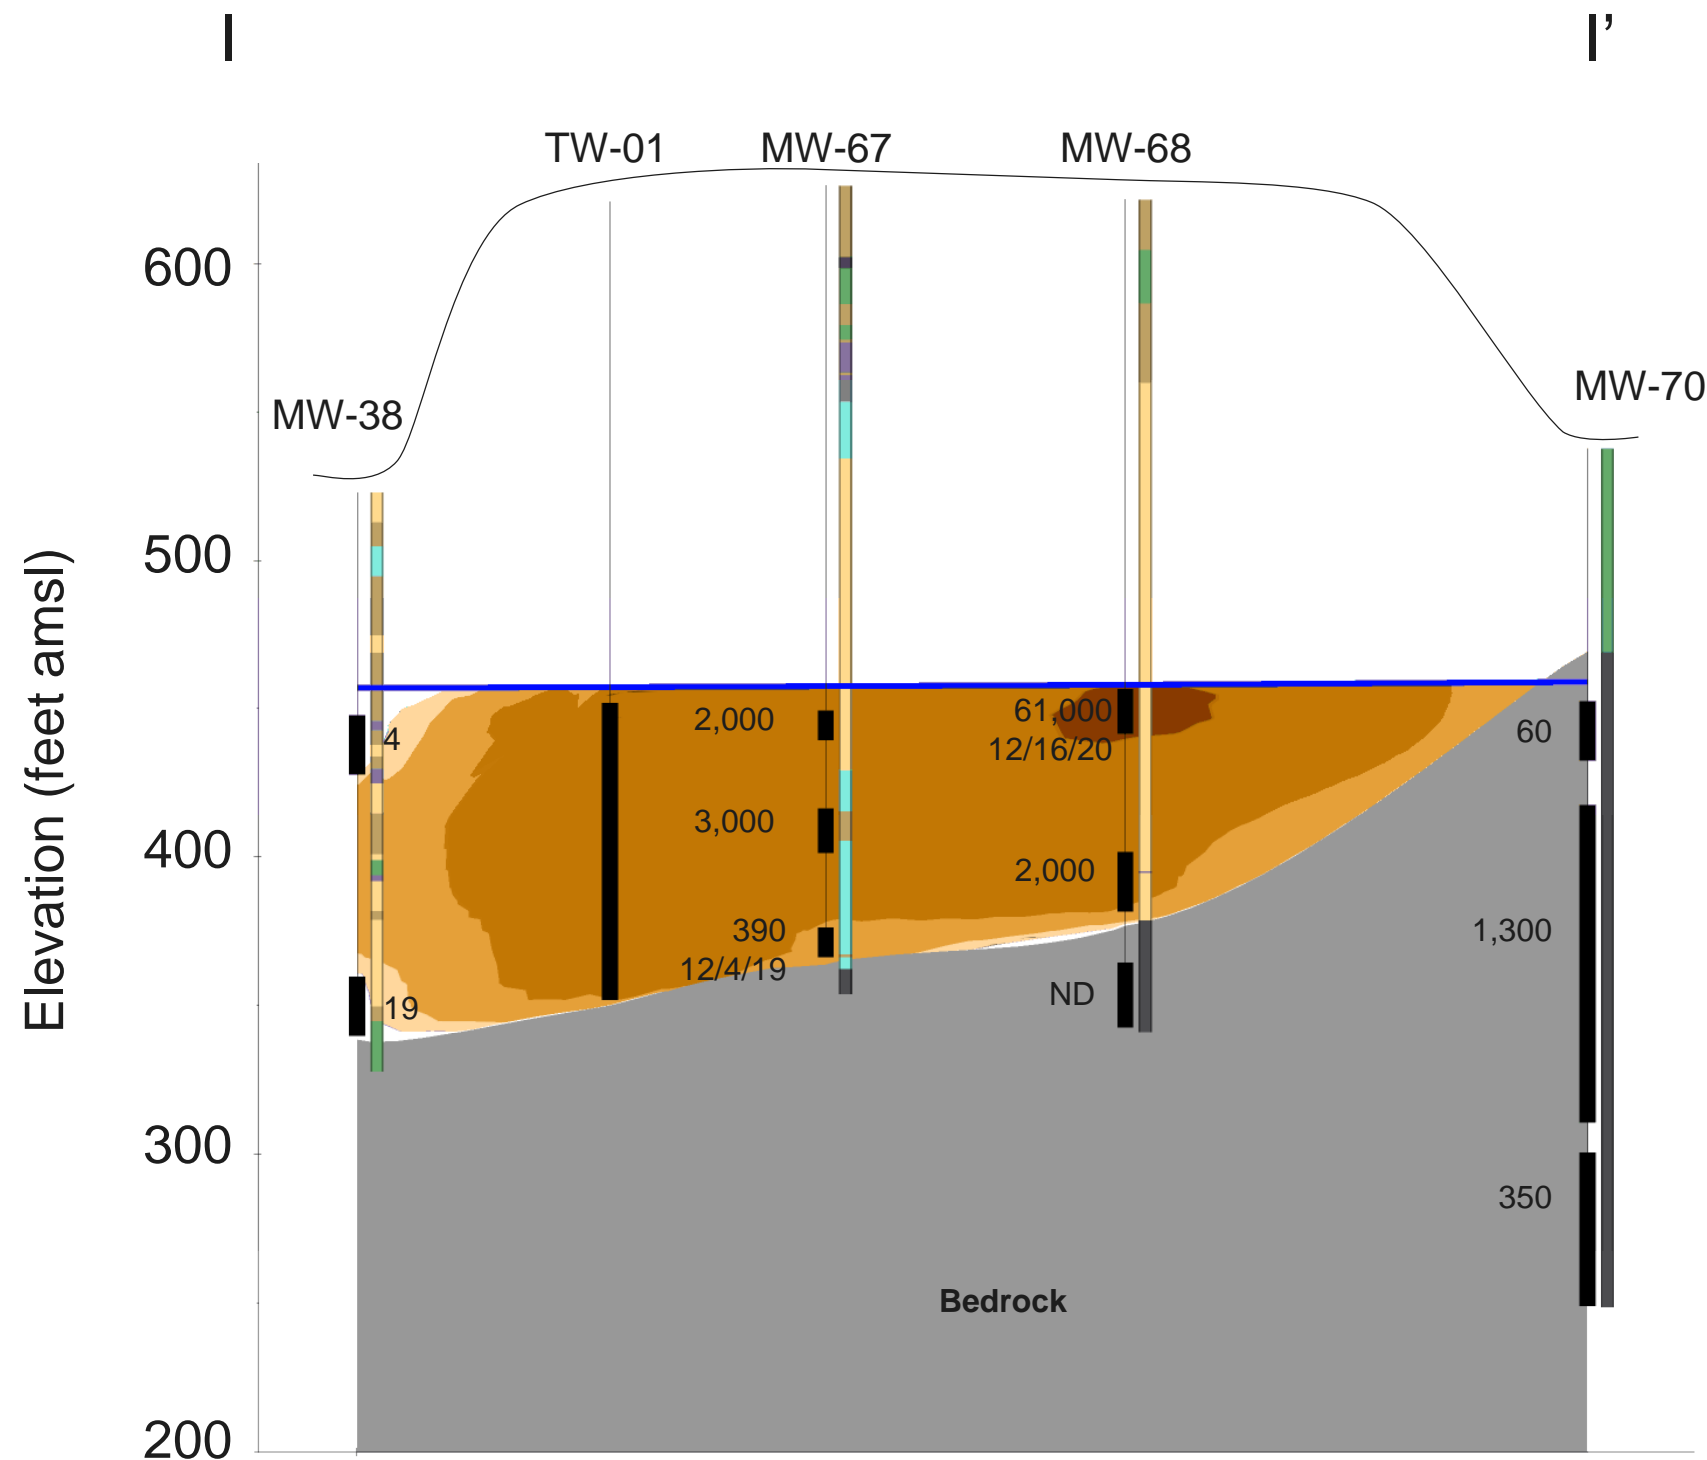 I I’
TW-01 MW-67 MW-68
MW-38 MW-70
Elevation (feet amsl)
600
500
400
300
200
4
19
2,000
3,000
390
12/4/19
61,000
12/16/20
2,000
ND
60
1,300
350
Bedrock